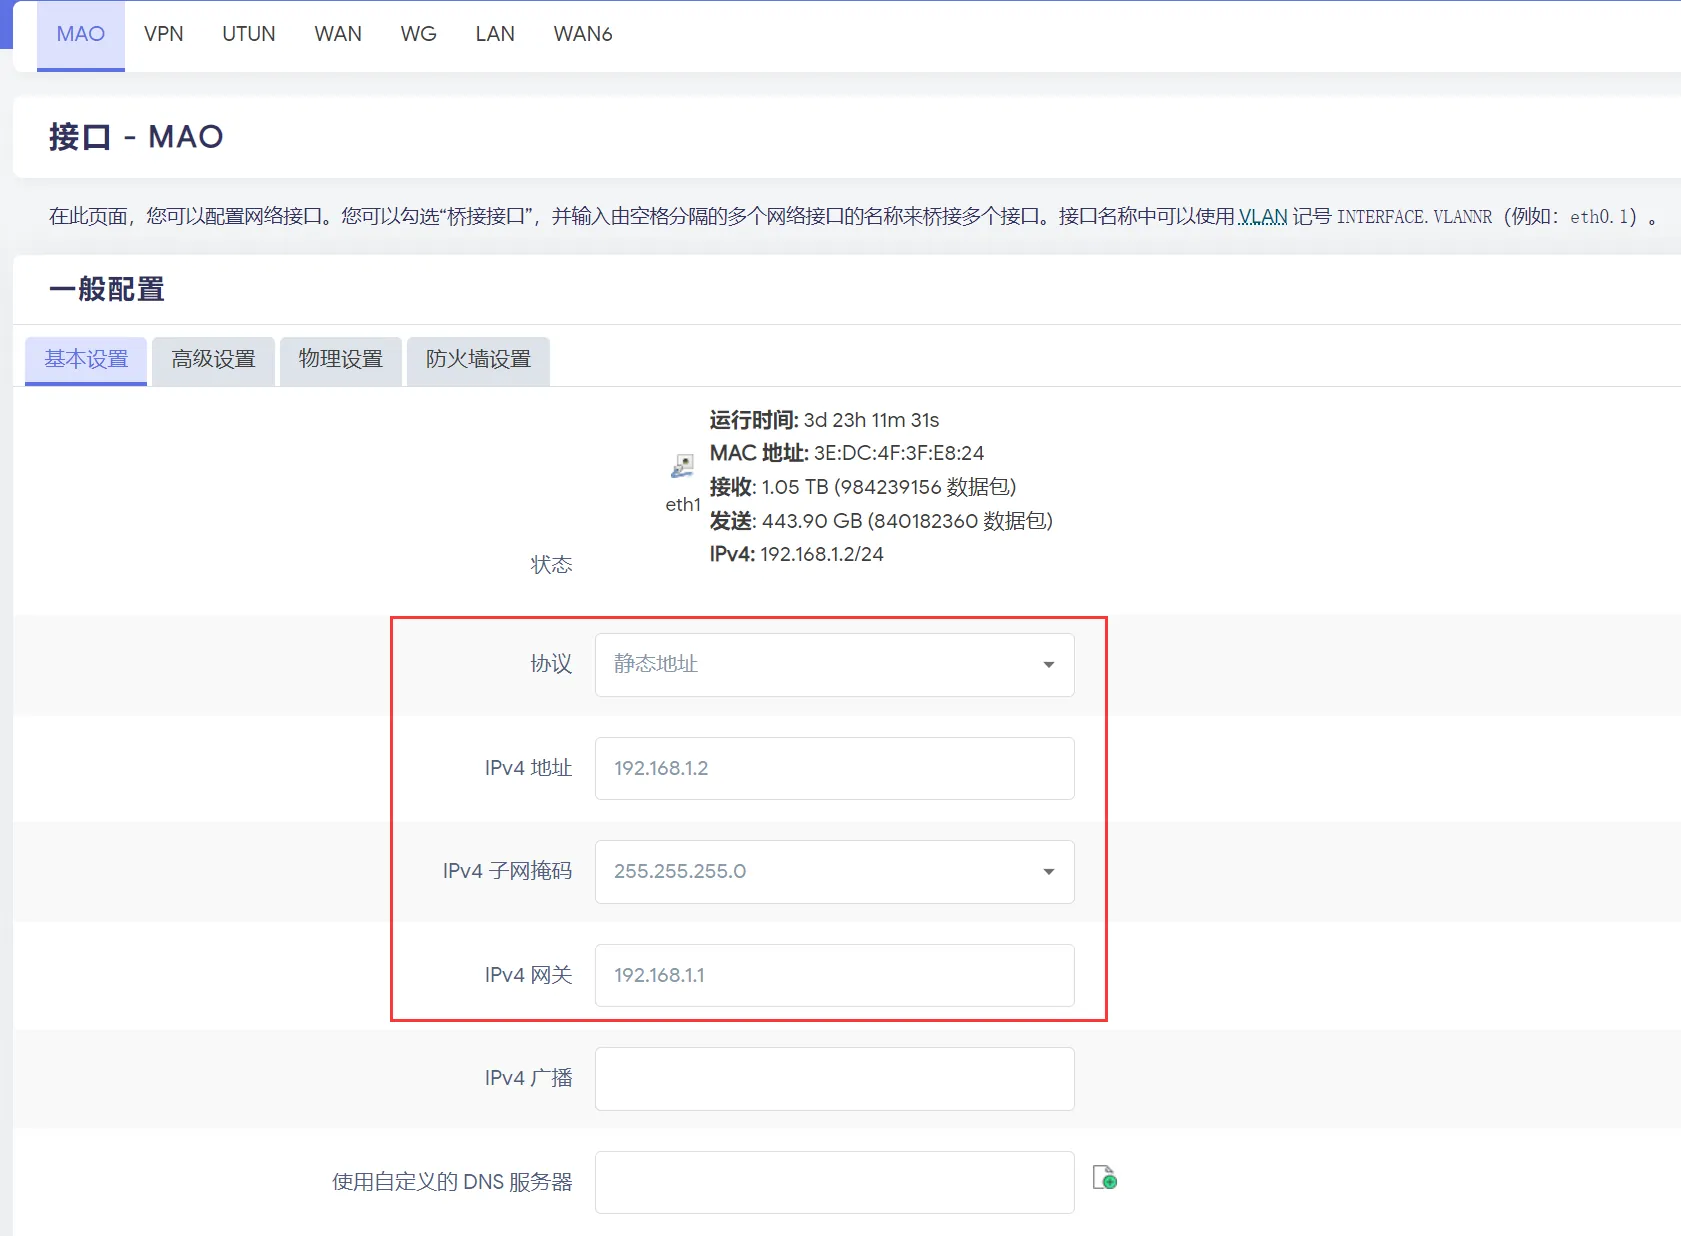 MAO VPN UTUN WAN WG LAN WAN6
接口 - MAO
在此页面，您可以配置网络接口。您可以勾选“桥接接口”，并输入由空格分隔的多个网络接口的名称来桥接多个接口。接口名称中可以使用 VLAN 记号 INTERFACE.VLANNR（例如：eth0.1）。
一般配置
基本设置 高级设置 物理设置 防火墙设置
状态
eth1
运行时间: 3d 23h 11m 31s
MAC 地址: 3E:DC:4F:3F:E8:24
接收: 1.05 TB (984239156 数据包)
发送: 443.90 GB (840182360 数据包)
IPv4: 192.168.1.2/24
协议 静态地址
IPv4 地址 192.168.1.2
IPv4 子网掩码 255.255.255.0
IPv4 网关 192.168.1.1
IPv4 广播
使用自定义的 DNS 服务器